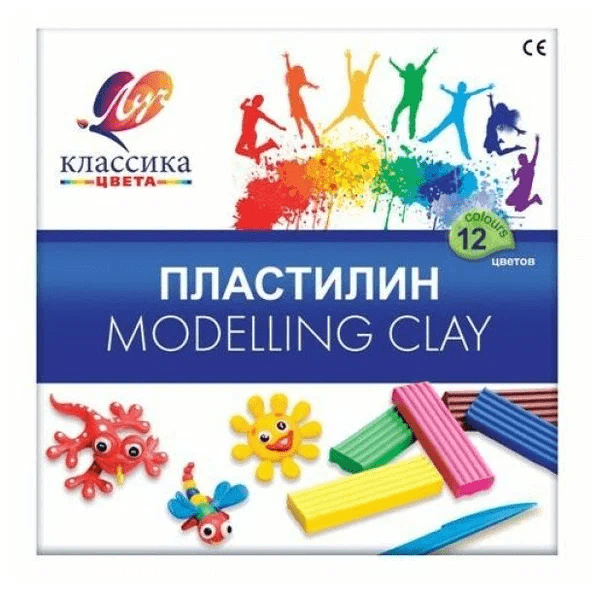 CE
Луч
классика
ЦВЕТА
colours
12
цветов
ПЛАСТИЛИН
MODELLING CLAY